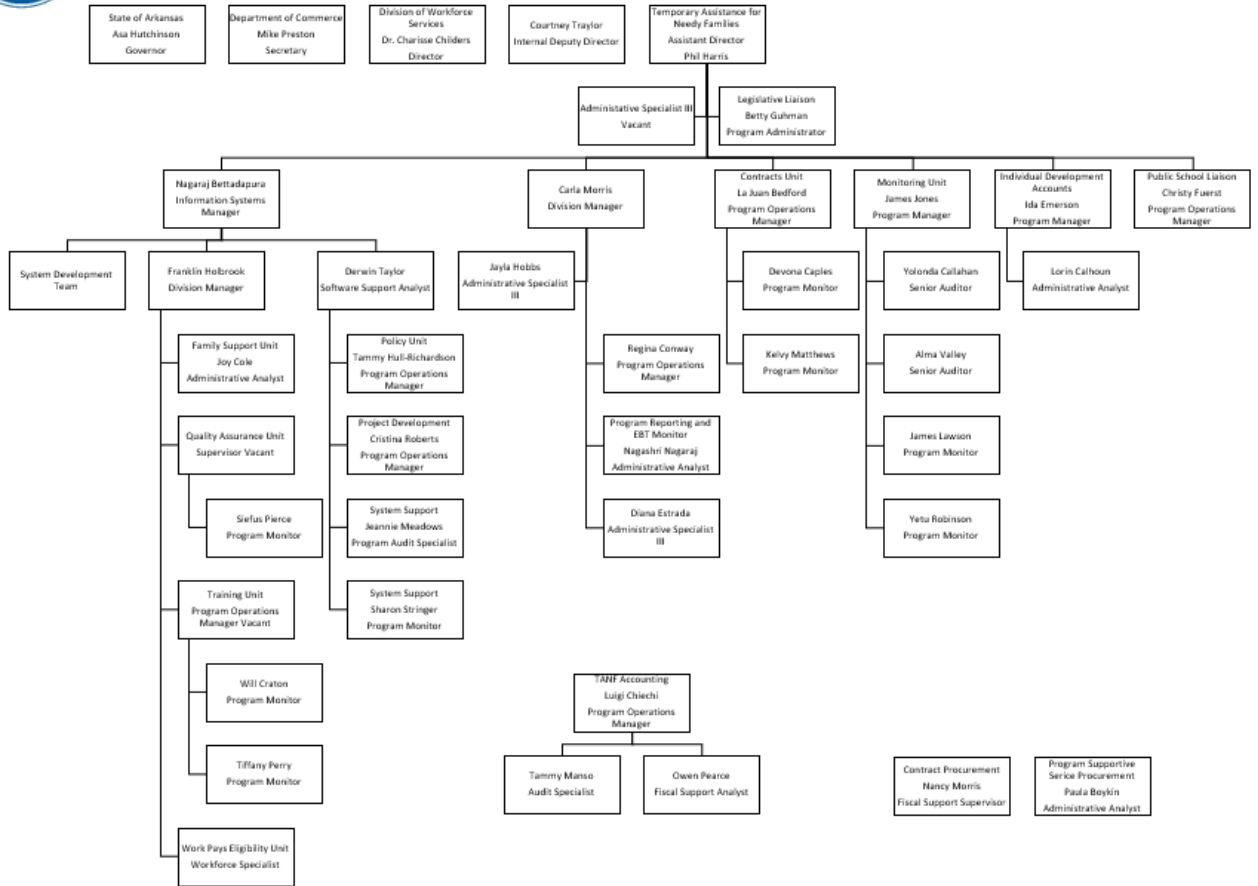 State of Arkansas
Asa Hutchinson
Governor
Department of Commerce
Mike Preston
Secretary
Division of Workforce
Services
Dr. Charisse Childers
Director
Courtney Traylor
Internal Deputy Director
Temporary Assistance for
Needy Families
Assistant Director
Phil Harris
Administative Specialist III
Vacant
Legislative Liaison
Betty Guhman
Program Administrator
Nagaraj Bettadapura
Information Systems
Manager
Carla Morris
Division Manager
Contracts Unit
La Juan Bedford
Program Operations
Manager
Monitoring Unit
James Jones
Program Manager
Individual Development
Accounts
Ida Emerson
Program Manager
Public School Liaison
Christy Fuerst
Program Operations
Manager
System Development
Team
Franklin Holbrook
Division Manager
Derwin Taylor
Software Support Analyst
Jayla Hobbs
Administrative Specialist
III
Devona Caples
Program Monitor
Yolonda Callahan
Senior Auditor
Lorin Calhoun
Administrative Analyst
Family Support Unit
Joy Cole
Administrative Analyst
Policy Unit
Tammy Hull-Richardson
Program Operations
Manager
Regina Conway
Program Operations
Manager
Kelvy Matthews
Program Monitor
Alma Valley
Senior Auditor
Quality Assurance Unit
Supervisor Vacant
Project Development
Cristina Roberts
Program Operations
Manager
Program Reporting and
EBT Monitor
Nagashri Nagaraj
Administrative Analyst
James Lawson
Program Monitor
Siefus Pierce
Program Monitor
System Support
Jeannie Meadows
Program Audit Specialist
Diana Estrada
Administrative Specialist
III
Yetu Robinson
Program Monitor
Training Unit
Program Operations
Manager Vacant
System Support
Sharon Stringer
Program Monitor
Will Craton
Program Monitor
TANF Accounting
Luigi Chiechi
Program Operations
Manager
Tiffany Perry
Program Monitor
Tammy Manso
Audit Specialist
Owen Pearce
Fiscal Support Analyst
Contract Procurement
Nancy Morris
Fiscal Support Supervisor
Program Supportive
Serice Procurement
Paula Boykin
Administrative Analyst
Work Pays Eligibility Unit
Workforce Specialist